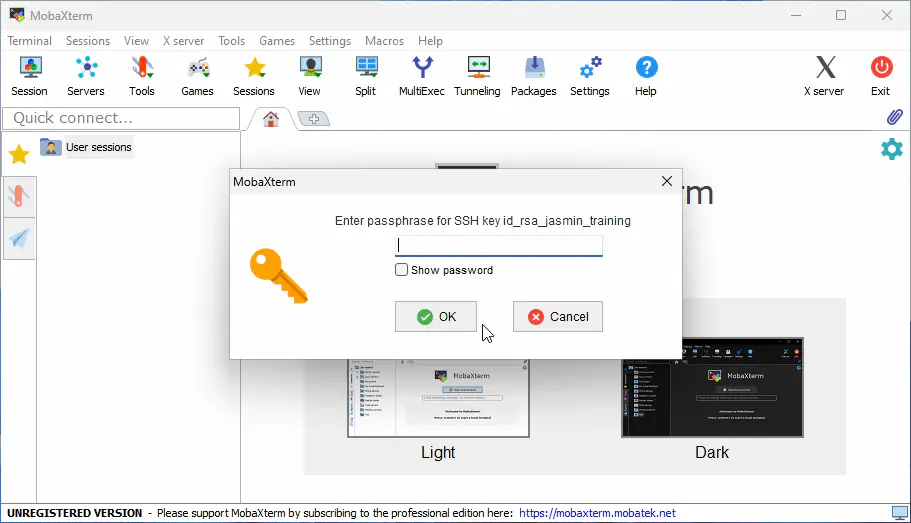 MobaXterm
Terminal Sessions View X server Tools Games Settings Macros Help
Session Servers Tools Games Sessions View Split MultiExec Tunneling Packages Settings Help X server Exit
Quick connect...
User sessions
rm
MobaXterm
Enter passphrase for SSH key id_rsa_jasmin_training
Show password
OK Cancel
MobaXterm MobaXterm
Light Dark
UNREGISTERED VERSION - Please support MobaXterm by subscribing to the professional edition here: https://mobaxterm.mobatek.net